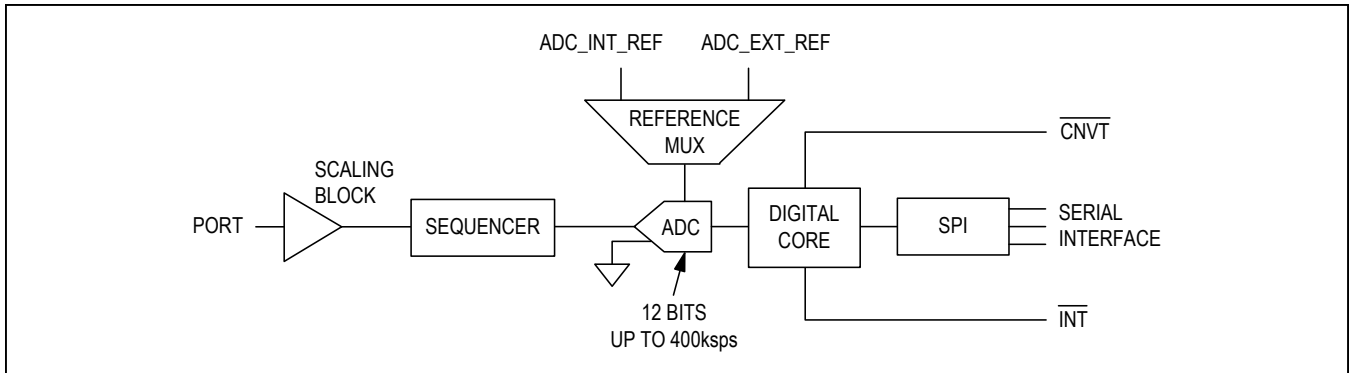 ADC_INT_REF
ADC_EXT_REF
REFERENCE
MUX
CNVT
SCALING
BLOCK
PORT
SEQUENCER
ADC
DIGITAL
CORE
SPI
SERIAL
INTERFACE
12 BITS
UP TO 400ksps
INT